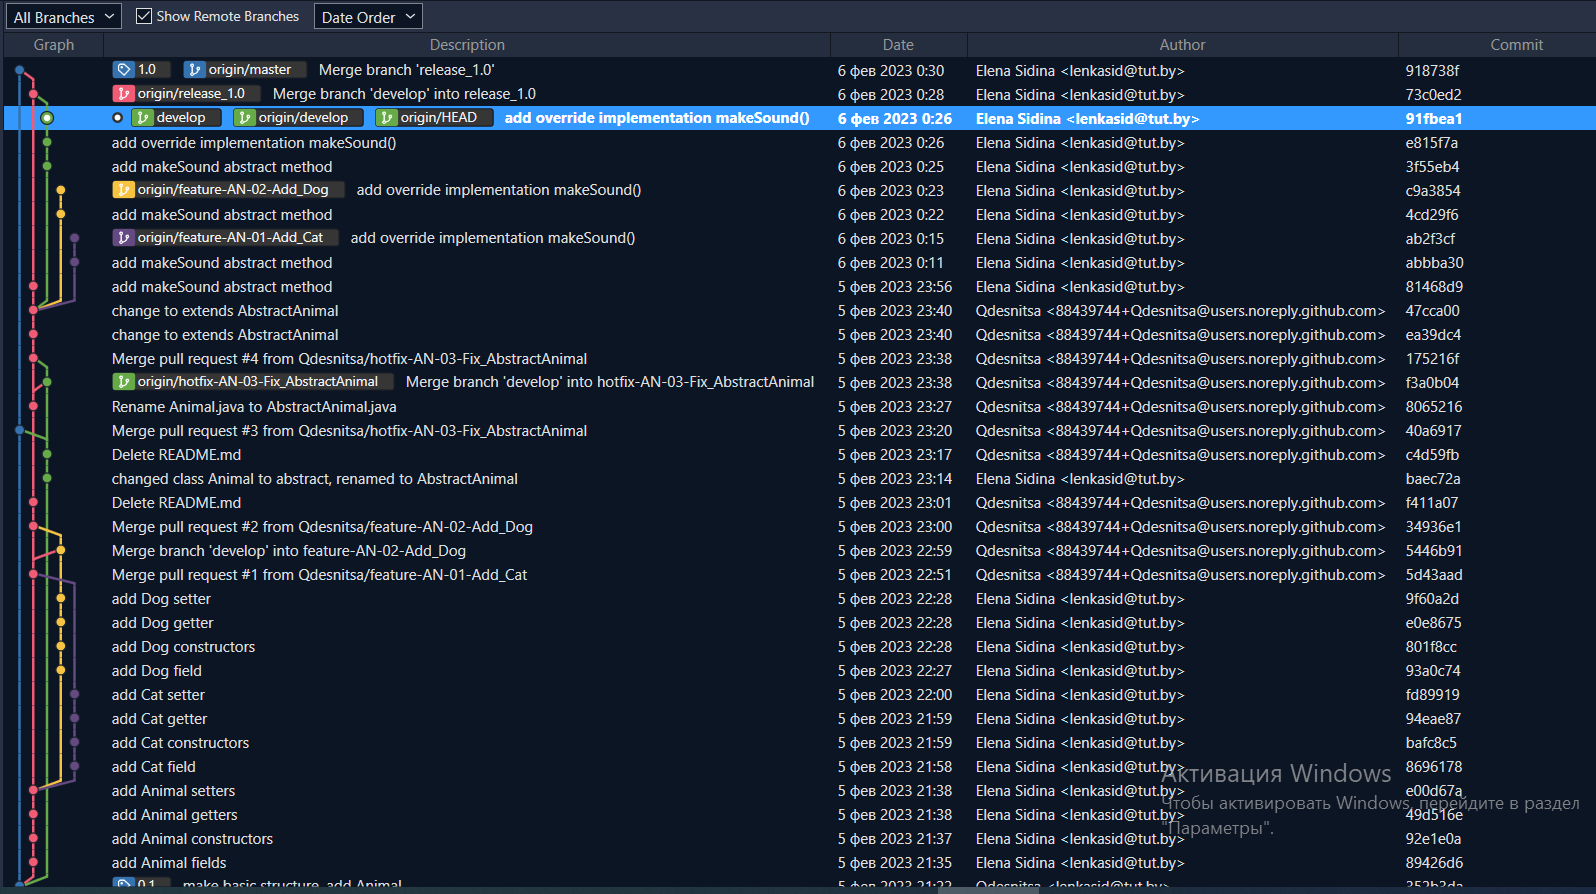 All Branches Show Remote Branches Date Order
Graph Description Date Author Commit
1.0 origin/master Merge branch 'release_1.0' 6 фев 2023 0:30 Elena Sidina <lenkasid@tut.by> 918738f
origin/release_1.0 Merge branch 'develop' into release_1.0 6 фев 2023 0:28 Elena Sidina <lenkasid@tut.by> 73c0ed2
develop origin/develop origin/HEAD add override implementation makeSound() 6 фев 2023 0:26 Elena Sidina <lenkasid@tut.by> 91fbea1
add override implementation makeSound() 6 фев 2023 0:26 Elena Sidina <lenkasid@tut.by> e815f7a
add makeSound abstract method 6 фев 2023 0:25 Elena Sidina <lenkasid@tut.by> 3f55eb4
origin/feature-AN-02-Add_Dog add override implementation makeSound() 6 фев 2023 0:23 Elena Sidina <lenkasid@tut.by> c9a3854
add makeSound abstract method 6 фев 2023 0:22 Elena Sidina <lenkasid@tut.by> 4cd29f6
origin/feature-AN-01-Add_Cat add override implementation makeSound() 6 фев 2023 0:15 Elena Sidina <lenkasid@tut.by> ab2f3cf
add makeSound abstract method 6 фев 2023 0:11 Elena Sidina <lenkasid@tut.by> abbba30
add makeSound abstract method 5 фев 2023 23:56 Elena Sidina <lenkasid@tut.by> 81468d9
change to extends AbstractAnimal 5 фев 2023 23:40 Qdesnitsa <88439744+Qdesnitsa@users.noreply.github.com> 47cca00
change to extends AbstractAnimal 5 фев 2023 23:40 Qdesnitsa <88439744+Qdesnitsa@users.noreply.github.com> ea39dc4
Merge pull request #4 from Qdesnitsa/hotfix-AN-03-Fix_AbstractAnimal 5 фев 2023 23:38 Qdesnitsa <88439744+Qdesnitsa@users.noreply.github.com> 175216f
origin/hotfix-AN-03-Fix_AbstractAnimal Merge branch 'develop' into hotfix-AN-03-Fix_AbstractAnimal 5 фев 2023 23:38 Qdesnitsa <88439744+Qdesnitsa@users.noreply.github.com> f3a0b04
Rename Animal.java to AbstractAnimal.java 5 фев 2023 23:27 Qdesnitsa <88439744+Qdesnitsa@users.noreply.github.com> 8065216
Merge pull request #3 from Qdesnitsa/hotfix-AN-03-Fix_AbstractAnimal 5 фев 2023 23:20 Qdesnitsa <88439744+Qdesnitsa@users.noreply.github.com> 40a6917
Delete README.md 5 фев 2023 23:17 Qdesnitsa <88439744+Qdesnitsa@users.noreply.github.com> c4d59fb
changed class Animal to abstract, renamed to AbstractAnimal 5 фев 2023 23:14 Elena Sidina <lenkasid@tut.by> baec72a
Delete README.md 5 фев 2023 23:01 Qdesnitsa <88439744+Qdesnitsa@users.noreply.github.com> f411a07
Merge pull request #2 from Qdesnitsa/feature-AN-02-Add_Dog 5 фев 2023 23:00 Qdesnitsa <88439744+Qdesnitsa@users.noreply.github.com> 34936e1
Merge branch 'develop' into feature-AN-02-Add_Dog 5 фев 2023 22:59 Qdesnitsa <88439744+Qdesnitsa@users.noreply.github.com> 5446b91
Merge pull request #1 from Qdesnitsa/feature-AN-01-Add_Cat 5 фев 2023 22:51 Qdesnitsa <88439744+Qdesnitsa@users.noreply.github.com> 5d43aad
add Dog setter 5 фев 2023 22:28 Elena Sidina <lenkasid@tut.by> 9f60a2d
add Dog getter 5 фев 2023 22:28 Elena Sidina <lenkasid@tut.by> e0e8675
add Dog constructors 5 фев 2023 22:28 Elena Sidina <lenkasid@tut.by> 801f8cc
add Dog field 5 фев 2023 22:27 Elena Sidina <lenkasid@tut.by> 93a0c74
add Cat setter 5 фев 2023 22:00 Elena Sidina <lenkasid@tut.by> fd89919
add Cat getter 5 фев 2023 21:59 Elena Sidina <lenkasid@tut.by> 94eae87
add Cat constructors 5 фев 2023 21:59 Elena Sidina <lenkasid@tut.by> bafc8c5
add Cat field 5 фев 2023 21:58 Elena Sidina <lenkasid@tut.by> 8696178
Активация Windows
add Animal setters 5 фев 2023 21:38 Elena Sidina <lenkasid@tut.by> e00d67a
Чтобы активировать Windows, перейдите в раздел
add Animal getters 5 фев 2023 21:38 Elena Sidina <lenkasid@tut.by> 49d516e
"Параметры".
add Animal constructors 5 фев 2023 21:37 Elena Sidina <lenkasid@tut.by> 92e1e0a
add Animal fields 5 фев 2023 21:35 Elena Sidina <lenkasid@tut.by> 89426d6
0.1 make basic structure, add Animal 5 фев 2023 21:22